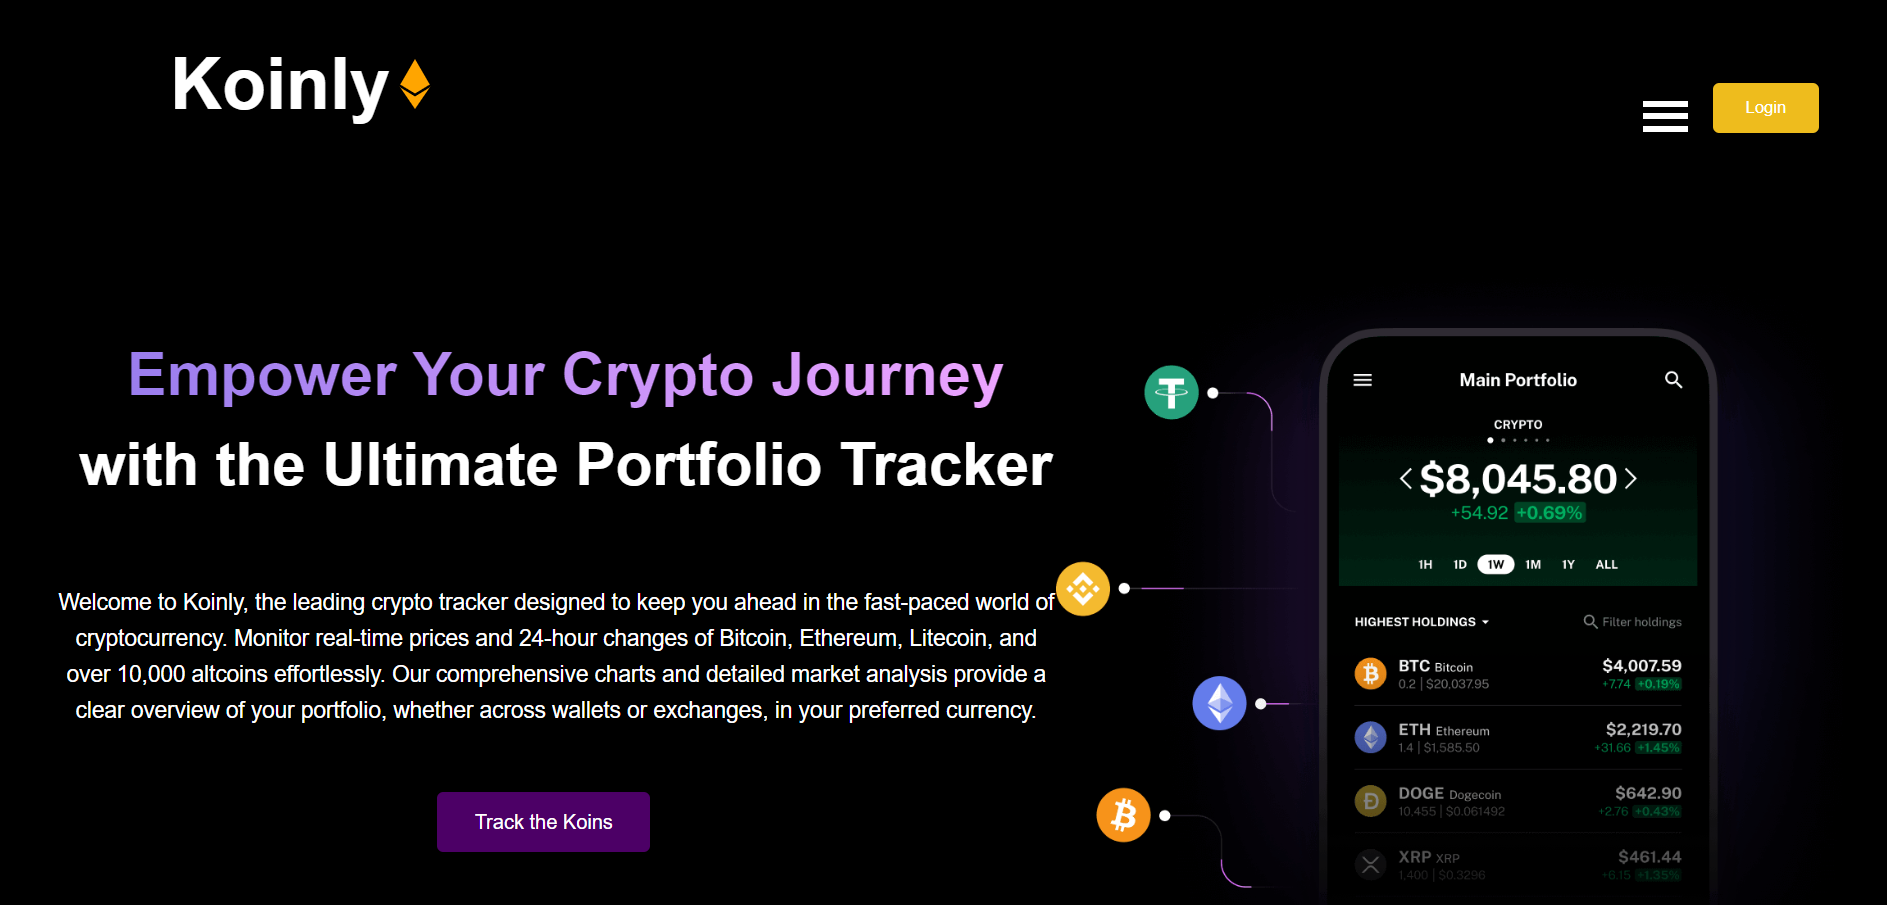 Koinly
Login
Empower Your Crypto Journey
with the Ultimate Portfolio Tracker
Welcome to Koinly, the leading crypto tracker designed to keep you ahead in the fast-paced world of
cryptocurrency. Monitor real-time prices and 24-hour changes of Bitcoin, Ethereum, Litecoin, and
over 10,000 altcoins effortlessly. Our comprehensive charts and detailed market analysis provide a
clear overview of your portfolio, whether across wallets or exchanges, in your preferred currency.
Track the Koins
Main Portfolio
CRYPTO
$8,045.80
+54.92 +0.69%
1H 1D 1W 1M 1Y ALL
HIGHEST HOLDINGS Filter holdings
BTC Bitcoin $4,007.59
0.2 | $20,037.95 +7.74 +0.19%
ETH Ethereum $2,219.70
1.4 | $1,585.50 +31.66 +1.45%
DOGE Dogecoin $642.90
10,455 | $0.061492 +2.76 +0.43%
XRP XRP $461.44
1,400 | $0.3296 +6.15 +1.35%